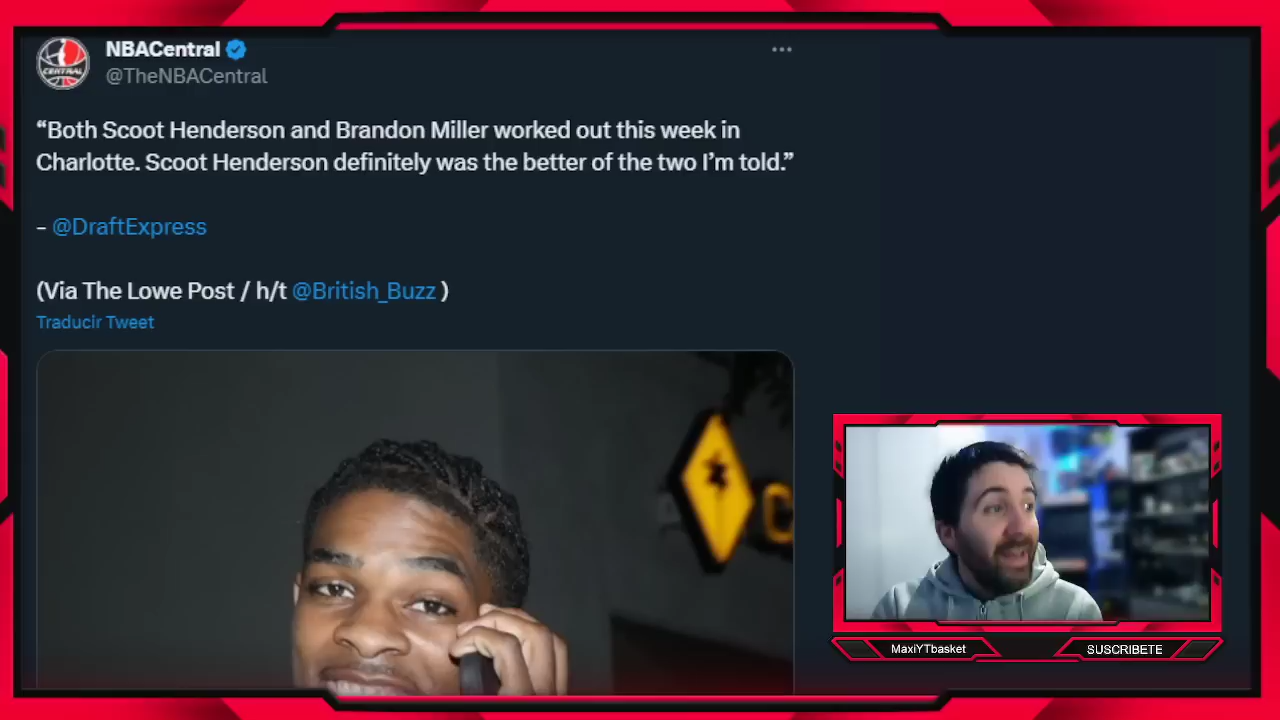 NBACentral
@TheNBACentral
“Both Scoot Henderson and Brandon Miller worked out this week in
Charlotte. Scoot Henderson definitely was the better of the two I’m told.”
– @DraftExpress
(Via The Lowe Post / h/t @British_Buzz )
Traducir Tweet
CENTRAL
MaxiYTbasket
SUSCRIBETE